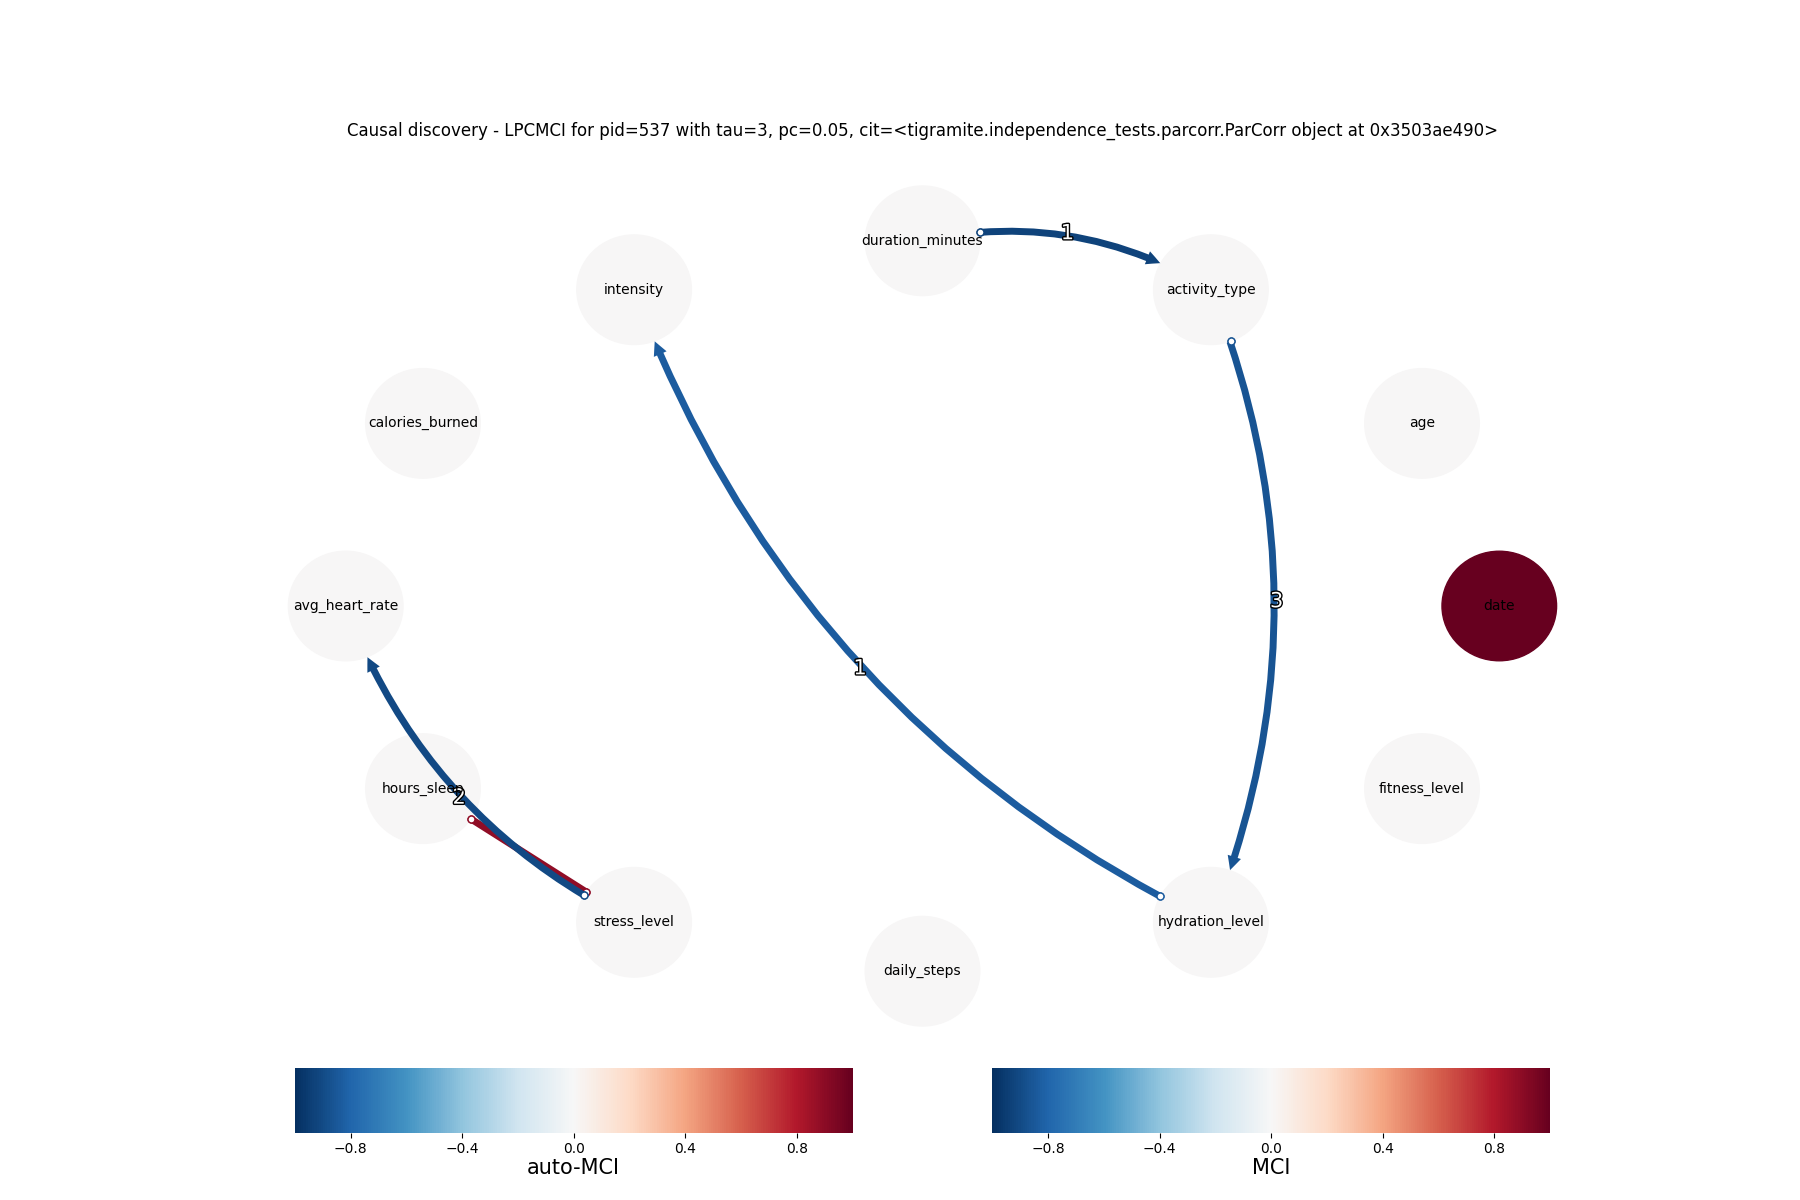 Causal discovery - LPCMCI for pid=537 with tau=3, pc=0.05, cit=<tigramite.independence_tests.parcorr.ParCorr object at 0x3503ae490>
duration_minutes
1
intensity
activity_type
calories_burned
age
avg_heart_rate
3
date
1
hours_sleep
2
fitness_level
stress_level
hydration_level
daily_steps
−0.8 −0.4 0.0 0.4 0.8
auto-MCI
−0.8 −0.4 0.0 0.4 0.8
MCI